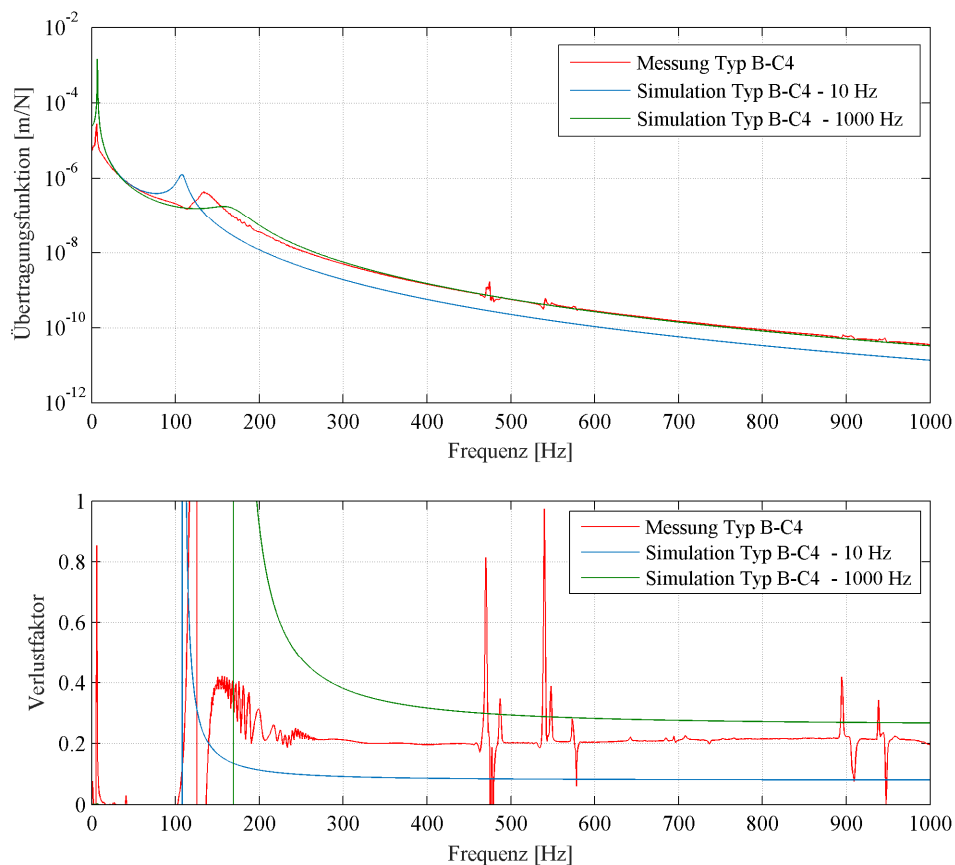 10^-2
10^-4
10^-6
10^-8
10^-10
10^-12
Übertragungsfunktion [m/N]
Messung Typ B-C4
Simulation Typ B-C4 - 10 Hz
Simulation Typ B-C4 - 1000 Hz
0 100 200 300 400 500 600 700 800 900 1000
Frequenz [Hz]
1
0.8
0.6
0.4
0.2
0
Verlustfaktor
Messung Typ B-C4
Simulation Typ B-C4 - 10 Hz
Simulation Typ B-C4 - 1000 Hz
0 100 200 300 400 500 600 700 800 900 1000
Frequenz [Hz]